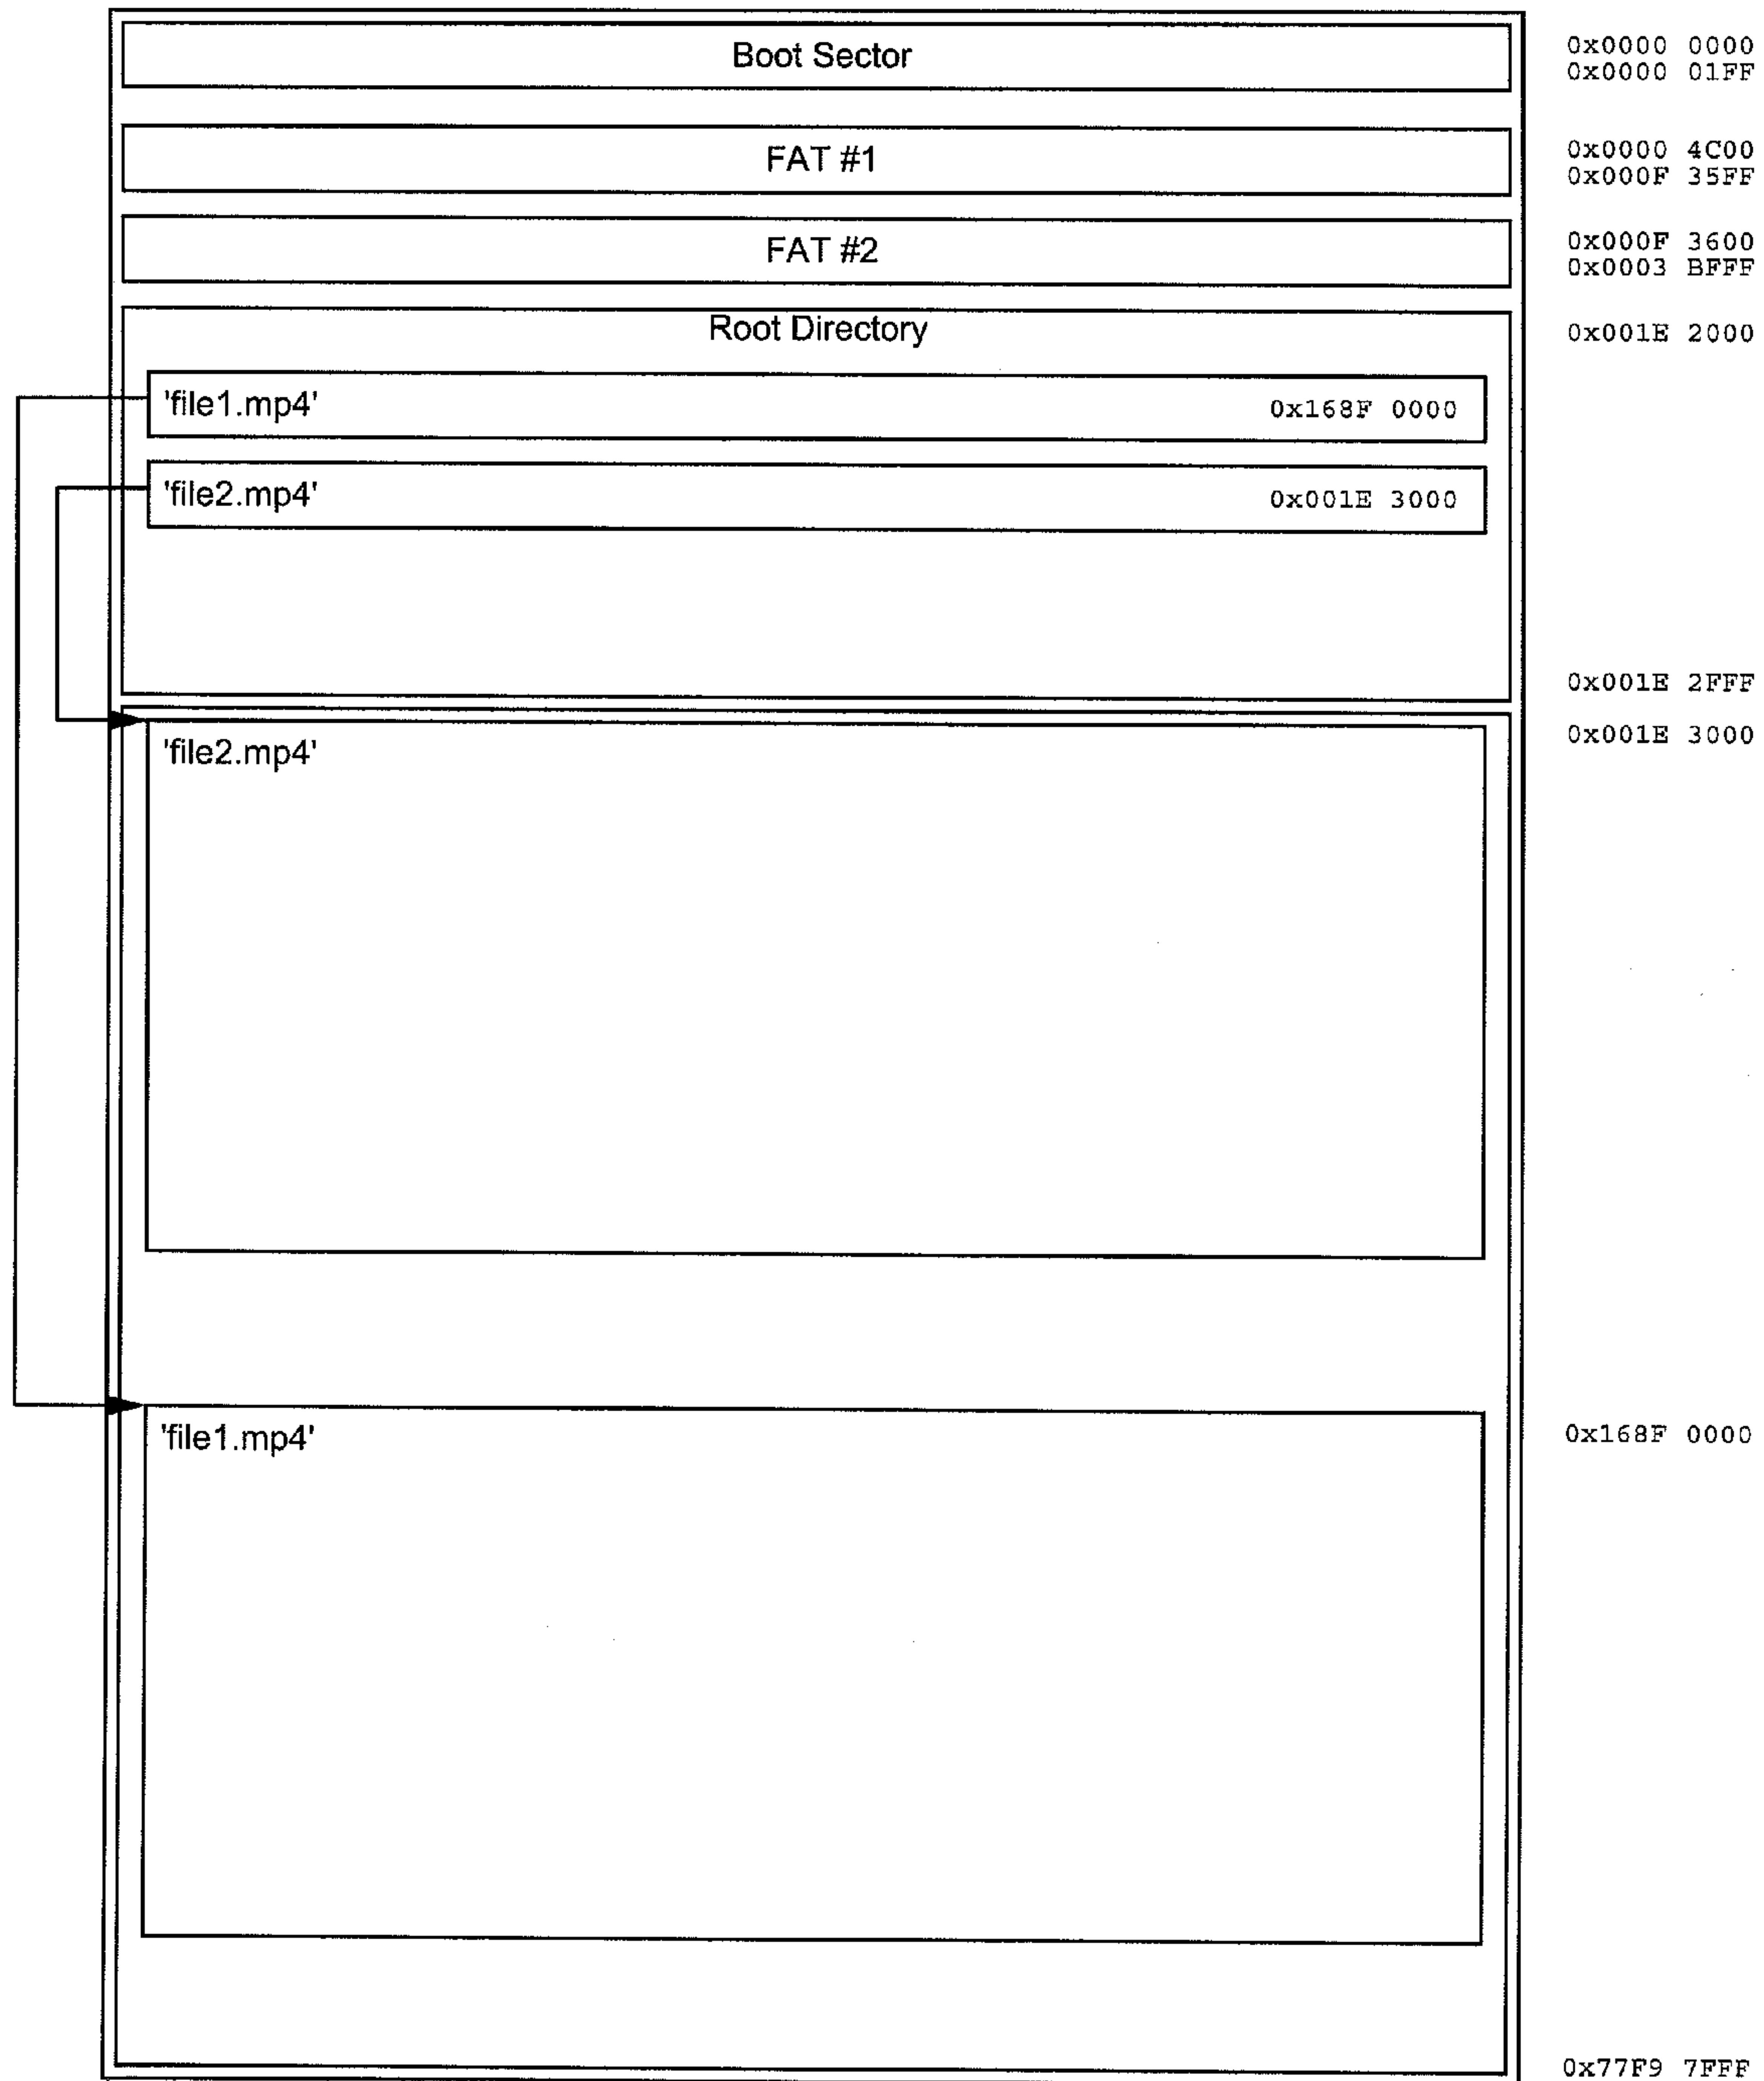 Boot Sector
0x0000 0000
0x0000 01FF
FAT #1
0x0000 4C00
0x000F 35FF
FAT #2
0x000F 3600
0x0003 BFFF
Root Directory
0x001E 2000
'file1.mp4'
0x168F 0000
'file2.mp4'
0x001E 3000
0x001E 2FFF
'file2.mp4'
0x001E 3000
'file1.mp4'
0x168F 0000
0x77F9 7FFF